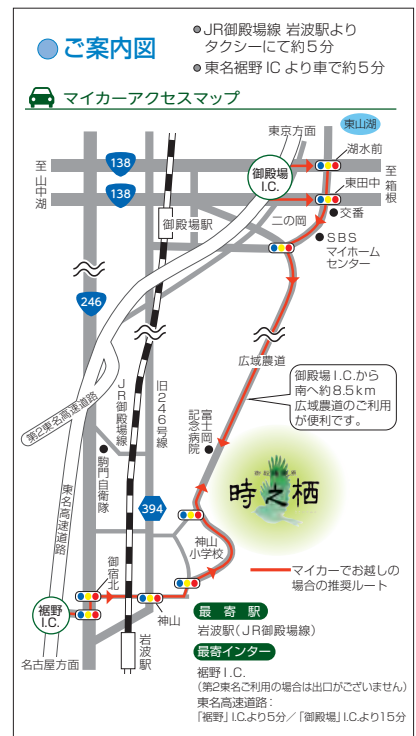 ご案内図
●JR御殿場線 岩波駅より
タクシーにて約5分
●東名裾野ICより車で約5分
マイカーアクセスマップ
東京方面
東山湖
湖水前
至山中湖
138
御殿場
I.C.
東田中
至箱根
138
二の岡
交番
御殿場駅
SBS
マイホーム
センター
246
広域農道
第2東名高速道路
JR御殿場線
旧246号線
御殿場I.C.から
南へ約8.5km
広域農道のご利用
が便利です。
富士岡
記念病院
駒門自衛隊
時之栖
東名高速道路
394
神山
小学校
マイカーでお越しの
場合の推奨ルート
御宿北
裾野
I.C.
神山
名古屋方面
岩波駅
最寄駅
岩波駅(JR御殿場線)
最寄インター
裾野I.C.
(第2東名ご利用の場合は出口がございません)
東名高速道路:
「裾野」I.C.より5分/「御殿場」I.C.より15分